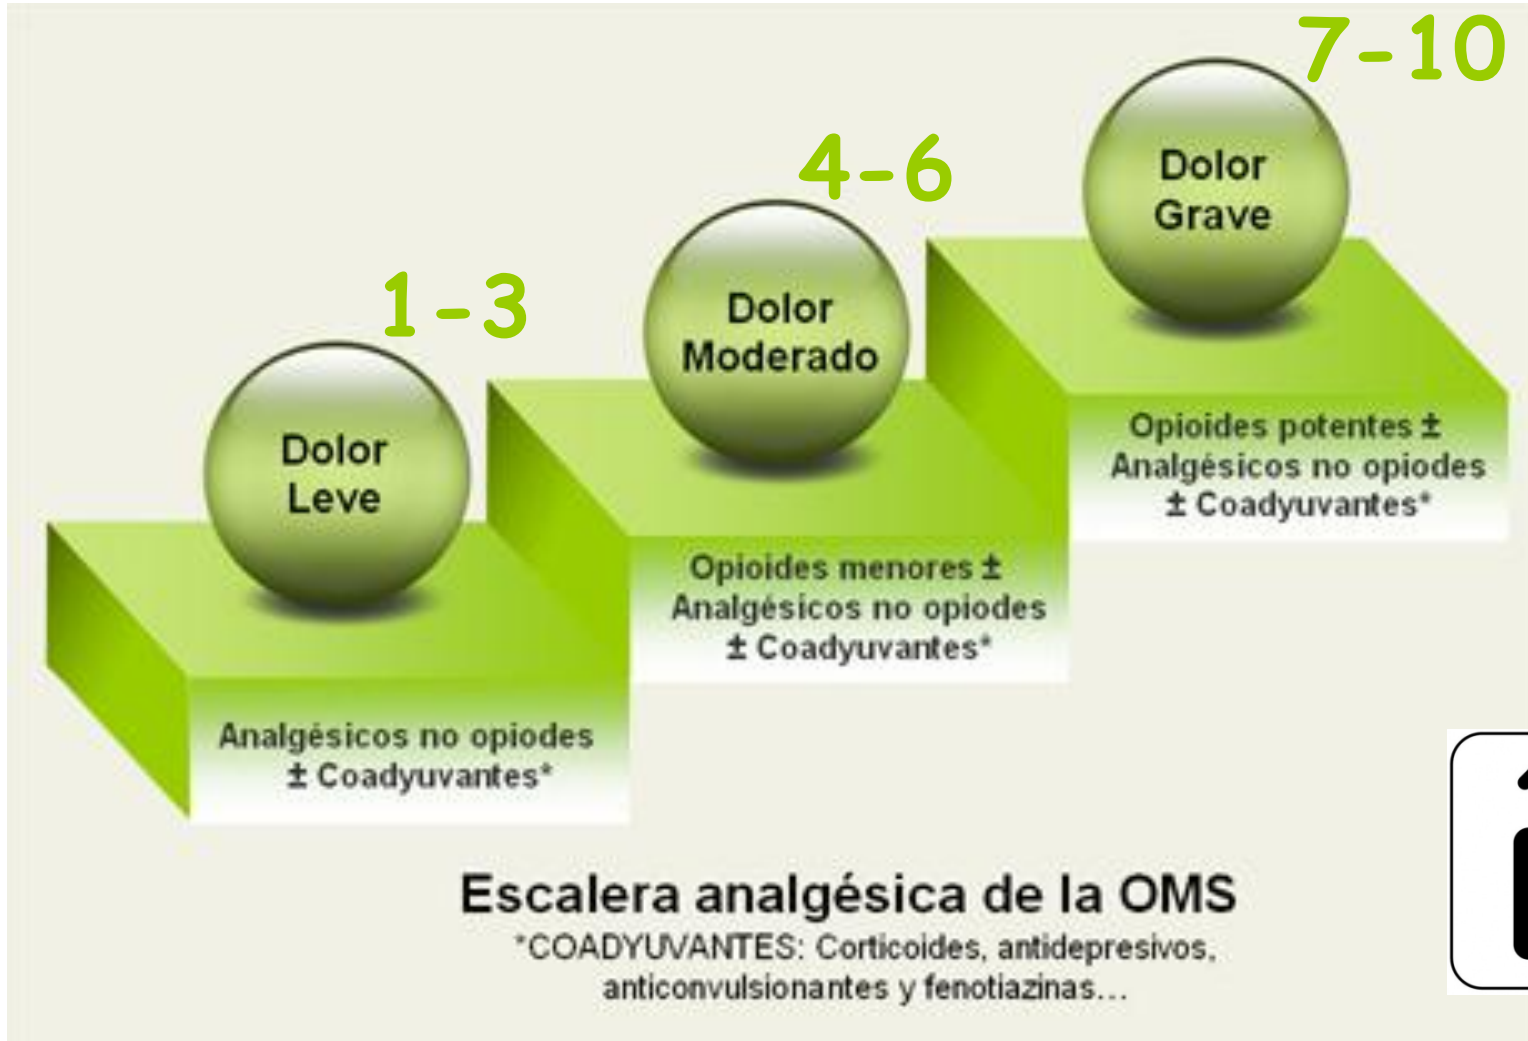 7-10
Dolor
Grave
4-6
Dolor
Moderado
1-3
Dolor
Leve
Opioides potentes ±
Analgésicos no opiodes
± Coadyuvantes*
Opioides menores ±
Analgésicos no opiodes
± Coadyuvantes*
Analgésicos no opiodes
± Coadyuvantes*
Escalera analgésica de la OMS
*COADYUVANTES: Corticoides, antidepresivos,
anticonvulsionantes y fenotiazinas...